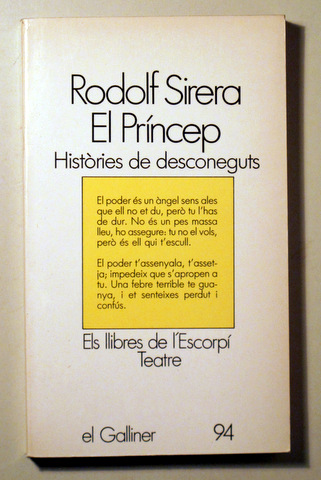 Rodolf Sirera
El Príncep
Històries de desconeguts
El poder és un àngel sens ales
que ell no et du, però tu l'has
de dur. No és un pes massa
lleu, ho asseguro: tu no el vols,
però és ell qui t'escull.
El poder t'assenyala, t'asset-
ja; impedeix que s'apropen a
tu. Una febre terrible te gua-
nya, i et senteixes perdut i
confús.
Els llibres de l'Escorpí
Teatre
el Galliner 94